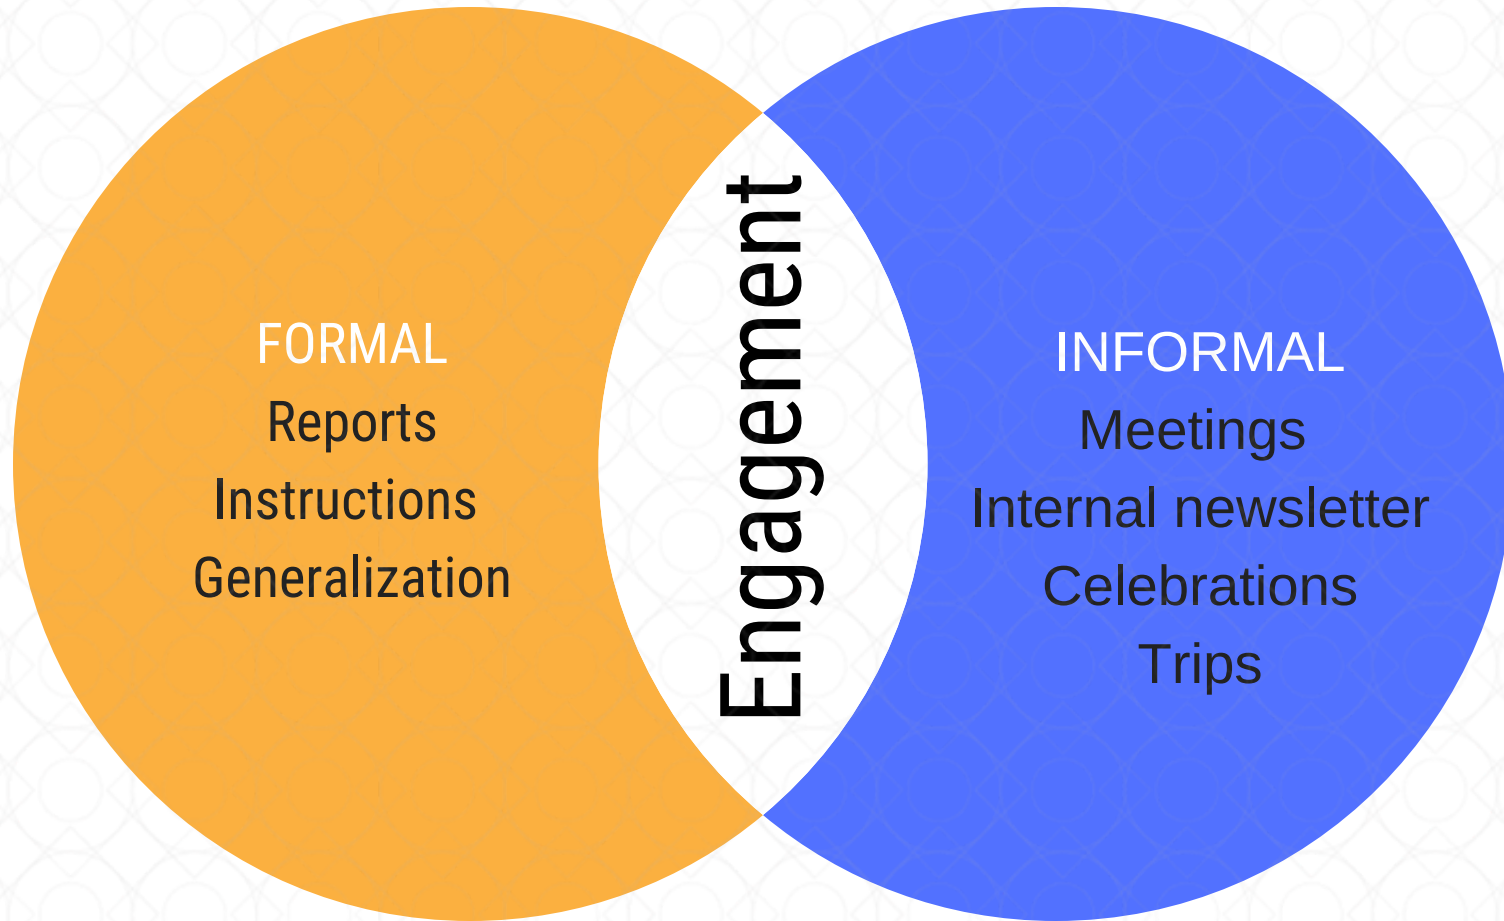 FORMAL
Reports
Instructions
Generalization
Engagement
INFORMAL
Meetings
Internal newsletter
Celebrations
Trips